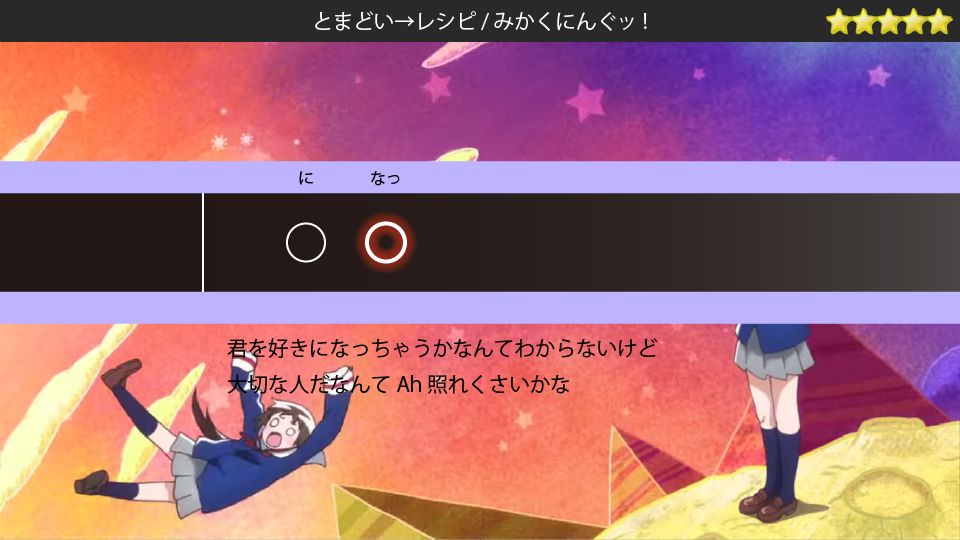 とまどい→レシピ / みかくにんぐッ！
に
なっ
君を好きになっちゃうかなんてわからないけど
大切な人だなんて Ah 照れくさいかな